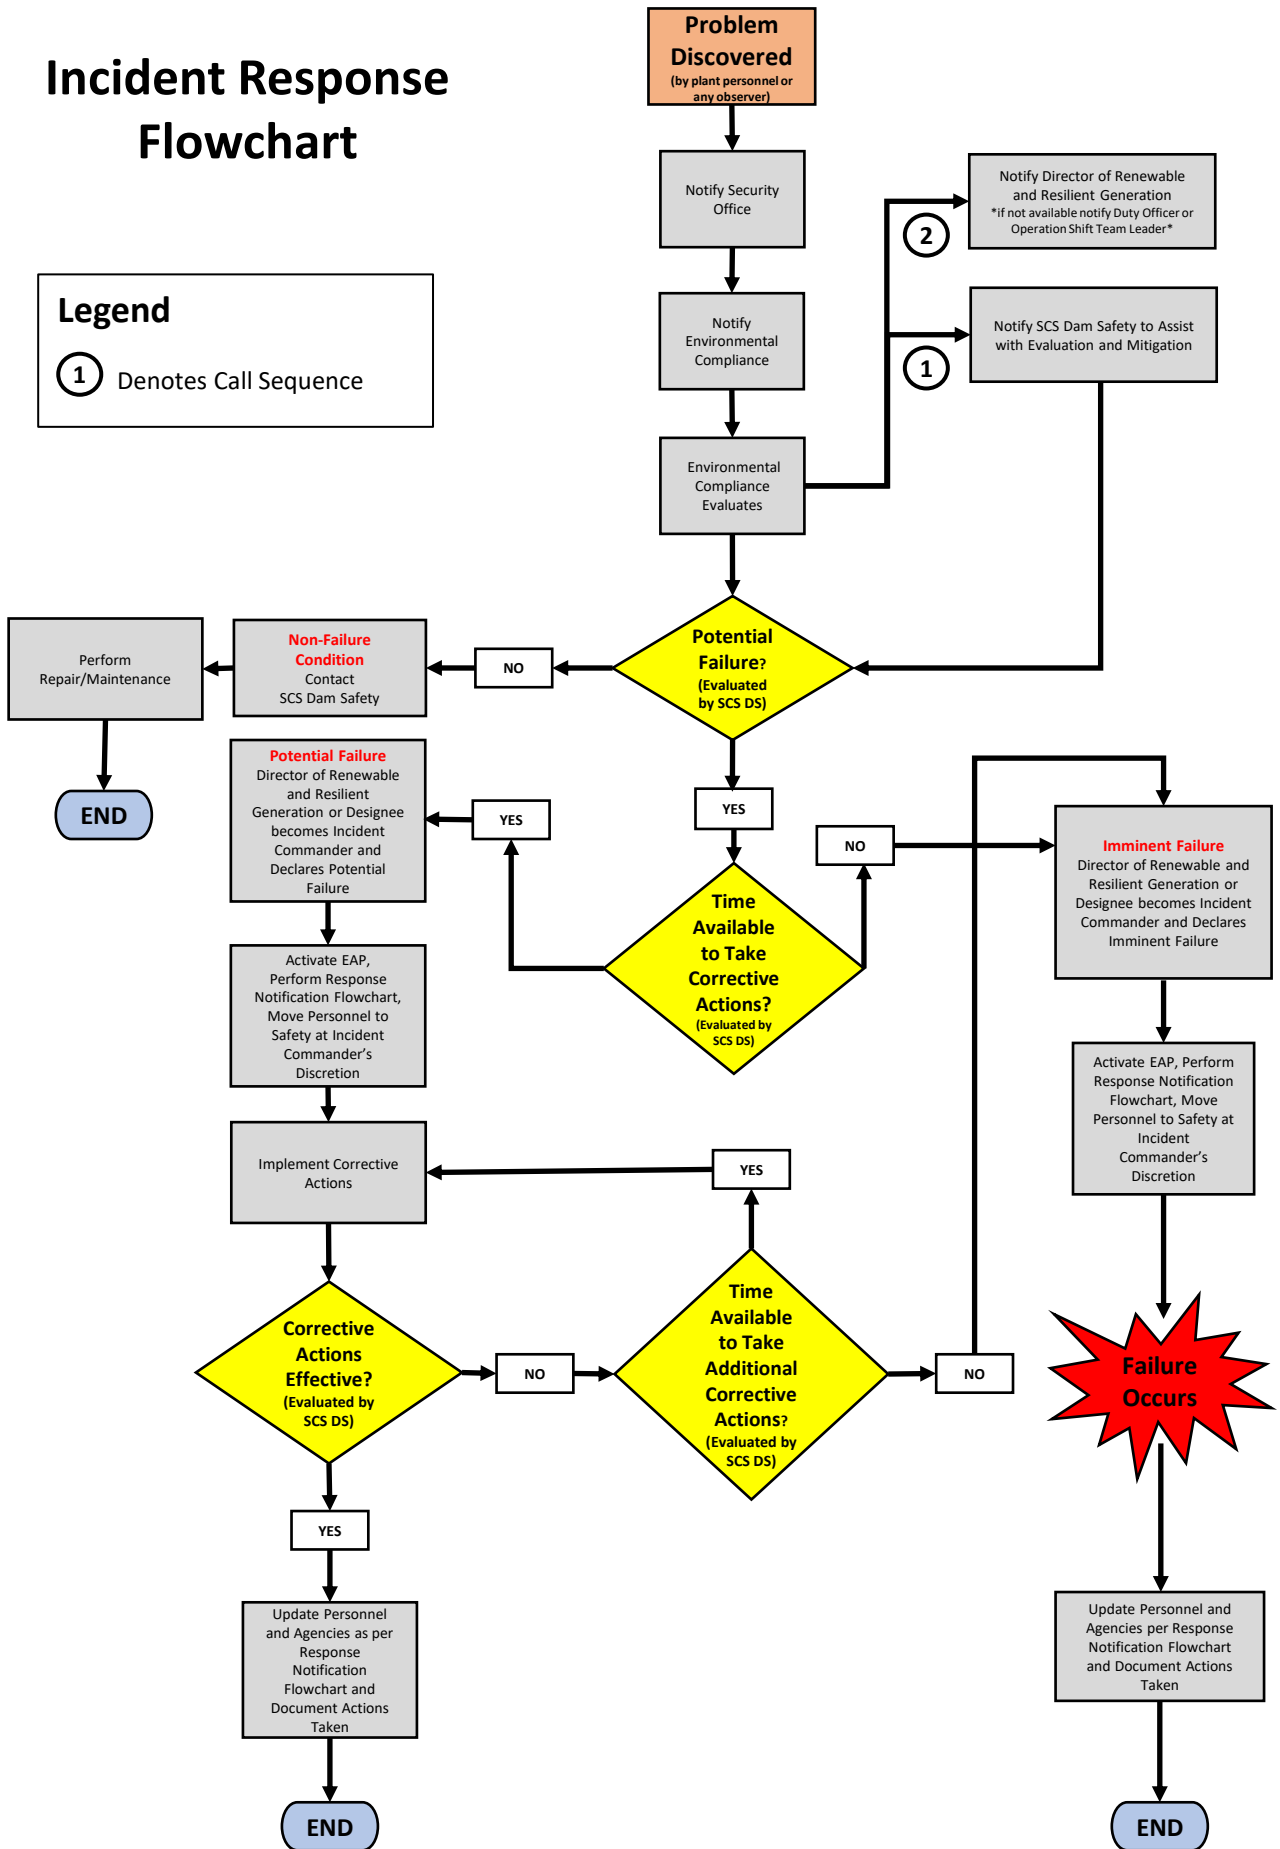 Incident Response
Flowchart
Legend
1
Denotes Call Sequence
Problem
Discovered
(by plant personnel or
any observer)
Notify Security
Office
Notify
Environmental
Compliance
Environmental
Compliance
Evaluates
2
Notify Director of Renewable
and Resilient Generation
*if not available notify Duty Officer or
Operation Shift Team Leader*
1
Notify SCS Dam Safety to Assist
with Evaluation and Mitigation
Potential
Failure?
(Evaluated
by SCS DS)
NO
Non-Failure
Condition
Contact
SCS Dam Safety
Perform
Repair/Maintenance
END
YES
Time
Available
to Take
Corrective
Actions?
(Evaluated by
SCS DS)
YES
Potential Failure
Director of Renewable
and Resilient
Generation or Designee
becomes Incident
Commander and
Declares Potential
Failure
NO
Imminent Failure
Director of Renewable and
Resilient Generation or
Designee becomes Incident
Commander and Declares
Imminent Failure
Activate EAP,
Perform Response
Notification Flowchart,
Move Personnel to
Safety at Incident
Commander’s
Discretion
Activate EAP, Perform
Response Notification
Flowchart, Move
Personnel to Safety at
Incident
Commander’s
Discretion
Implement Corrective
Actions
YES
Corrective
Actions
Effective?
(Evaluated by
SCS DS)
NO
Time
Available
to Take
Additional
Corrective
Actions?
(Evaluated by
SCS DS)
NO
Failure
Occurs
YES
Update Personnel
and Agencies as per
Response
Notification
Flowchart and
Document Actions
Taken
END
Update Personnel and
Agencies per Response
Notification Flowchart
and Document Actions
Taken
END